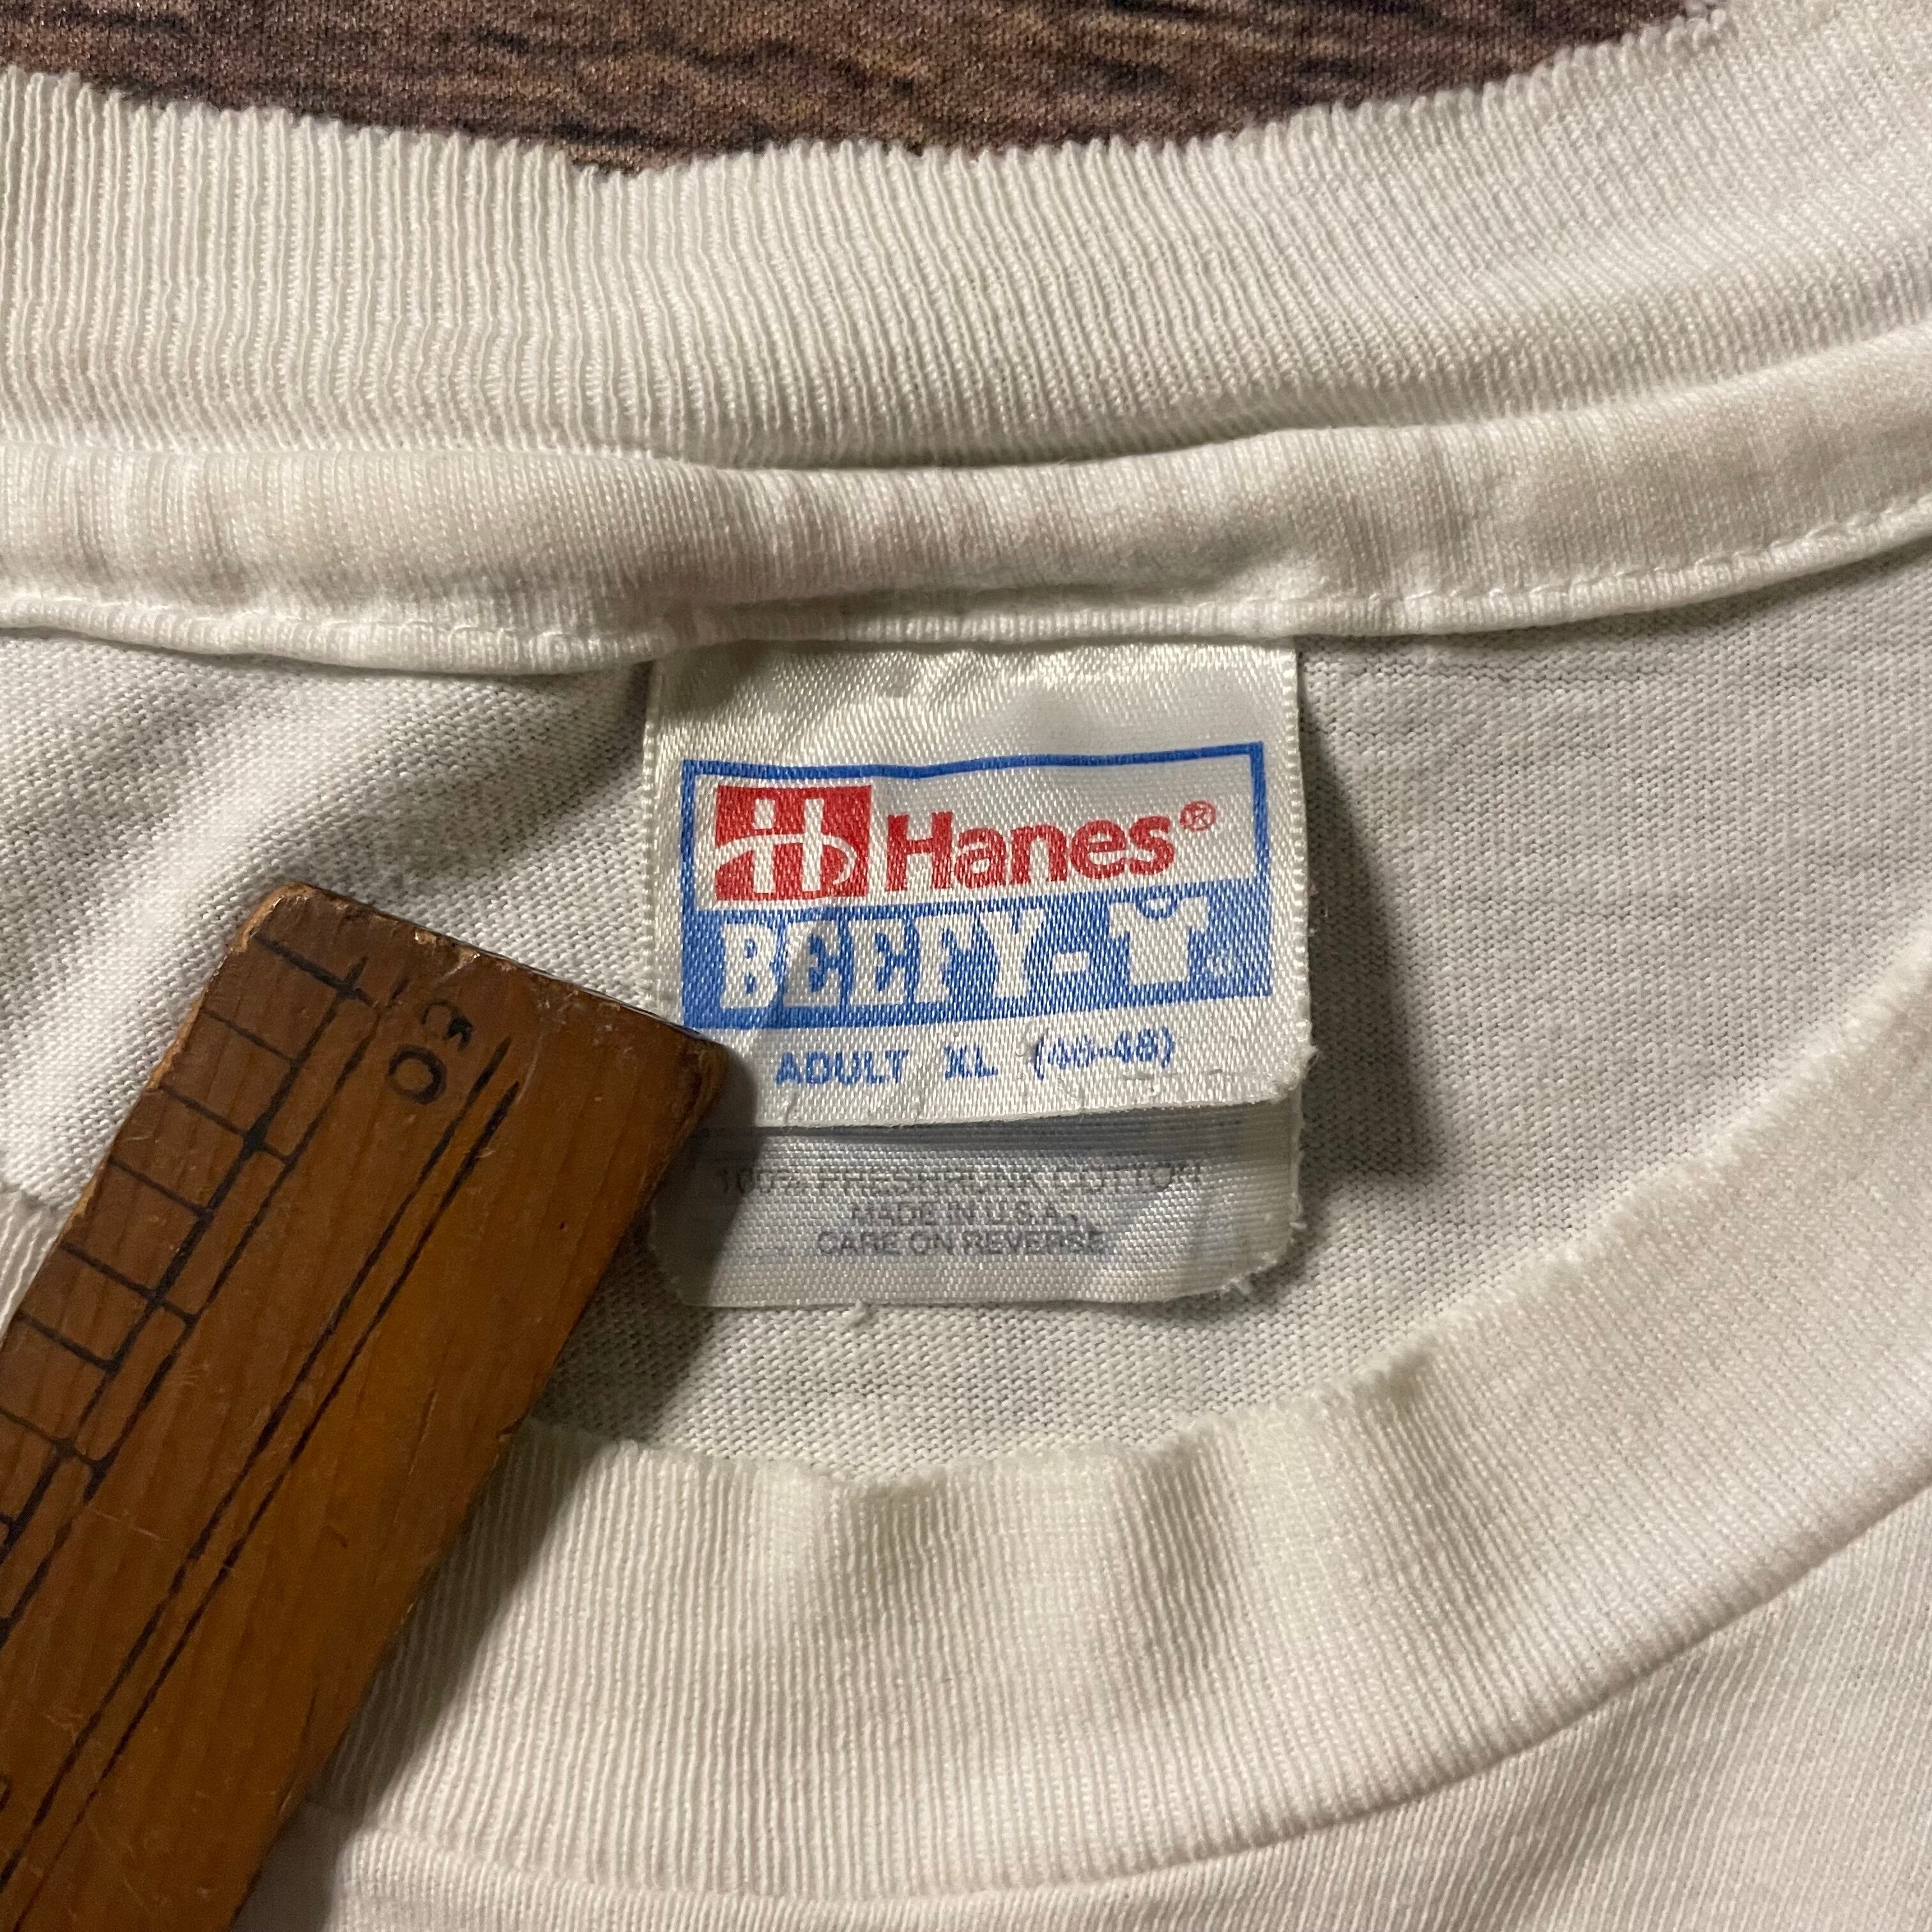 Hanes®
BEEFY-T®
ADULT XL (46-48)
100% PRESHRUNK COTTON
MADE IN U.S.A.
CARE ON REVERSE